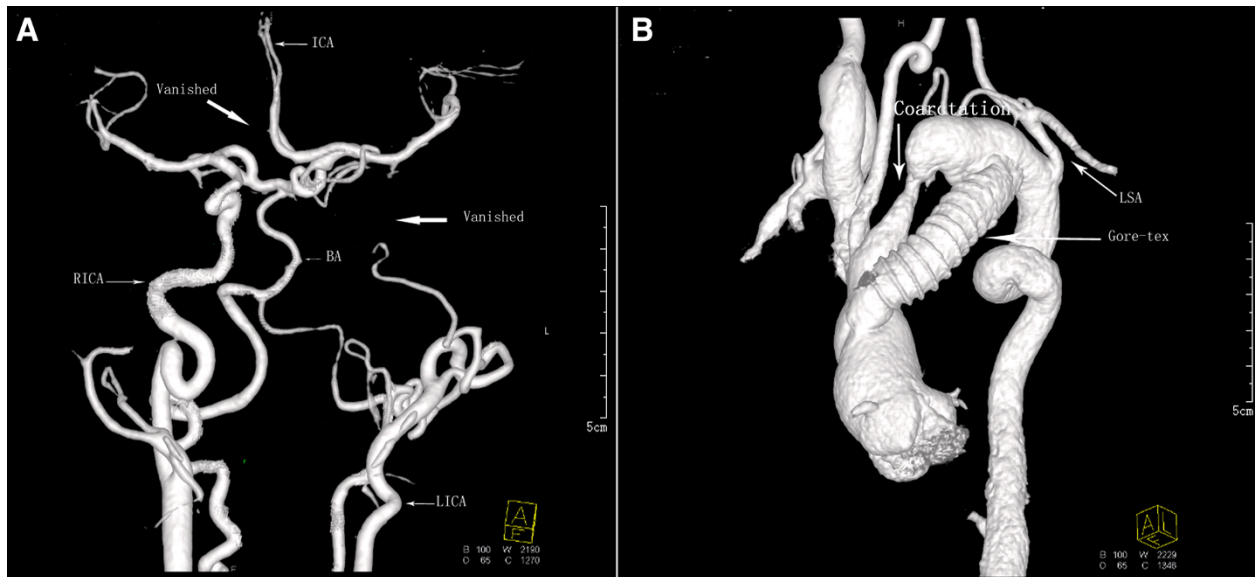 A
ICA
Vanished
Vanished
BA
RICA
L
5cm
LICA
A
F
B 100 W 2190
O 65 C 1270
F
B
H
Coarctation
LSA
Gore-tex
5cm
A L
F
B 100 W 2229
O 65 C 1346